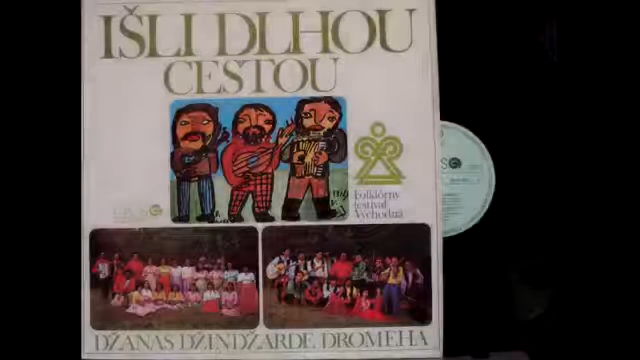 IŠLI DLHOU
CESTOU
Folklórny
festival
Východná
DŽANAS DŽINDŽARDE DROMEHA